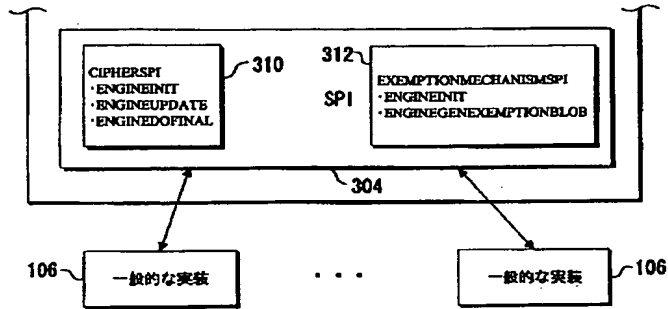 CIPHERSPI
・ENGINEINIT
・ENGINEUPDATE
・ENGINEDOFINAL
310
SPI
312
EXEMPTIONMECHANISMSPI
・ENGINEINIT
・ENGINEGENEXEMPTIONBLOB
304
106
一般的な実装
・・・
一般的な実装
106